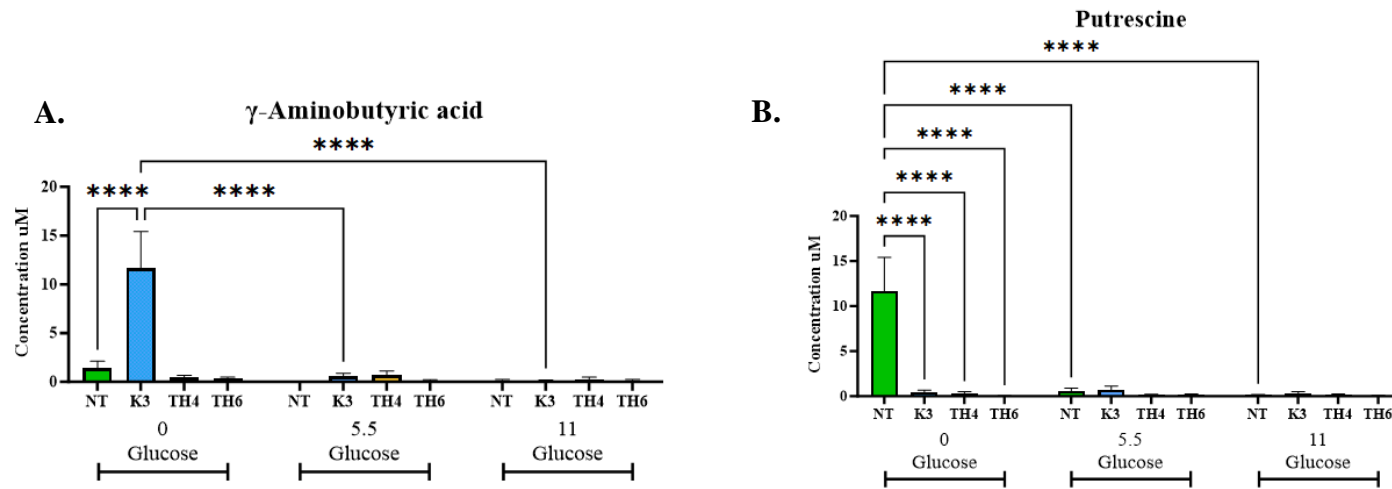 A.
γ-Aminobutyric acid
****
**** ****
Concentration uM
20
15
10
5
0
NT K3 TH4 TH6 NT K3 TH4 TH6 NT K3 TH4 TH6
0 5.5 11
Glucose Glucose Glucose
B.
Putrescine
****
****
****
****
****
Concentration uM
20
15
10
5
0
NT K3 TH4 TH6 NT K3 TH4 TH6 NT K3 TH4 TH6
0 5.5 11
Glucose Glucose Glucose